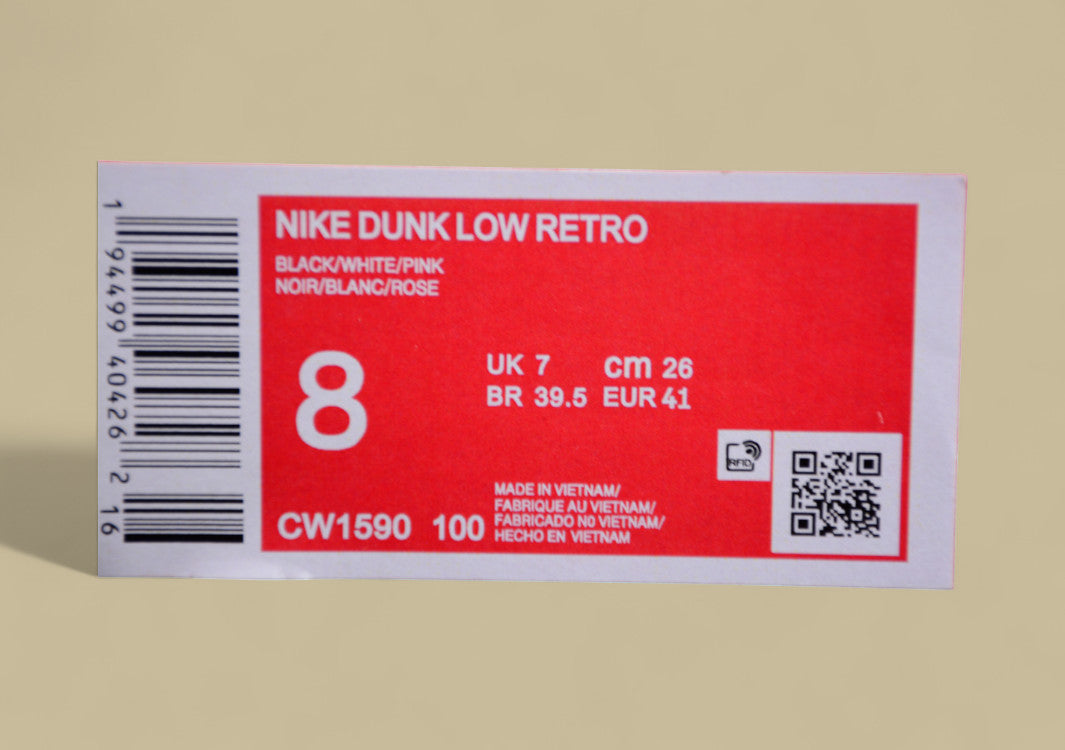 NIKE DUNK LOW RETRO
BLACK/WHITE/PINK
NOIR/BLANC/ROSE
8
UK 7 cm 26
BR 39.5 EUR 41
RFID
CW1590 100
MADE IN VIETNAM/
FABRIQUE AU VIETNAM/
FABRICADO N0 VIETNAM/
HECHO EN VIETNAM
1 94499 40426 2 16